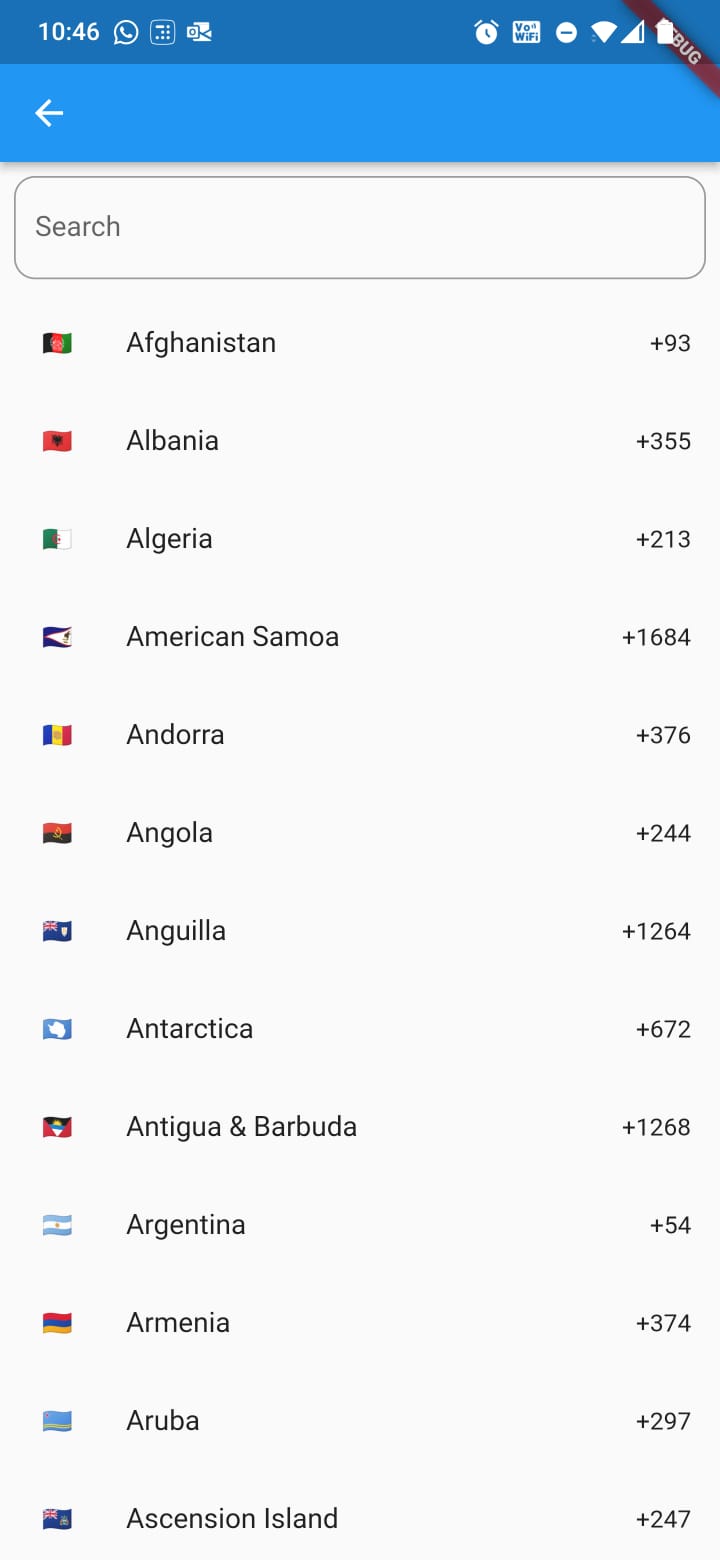 10:46
Vo)) WiFi
Search
Afghanistan +93
Albania +355
Algeria +213
American Samoa +1684
Andorra +376
Angola +244
Anguilla +1264
Antarctica +672
Antigua & Barbuda +1268
Argentina +54
Armenia +374
Aruba +297
Ascension Island +247